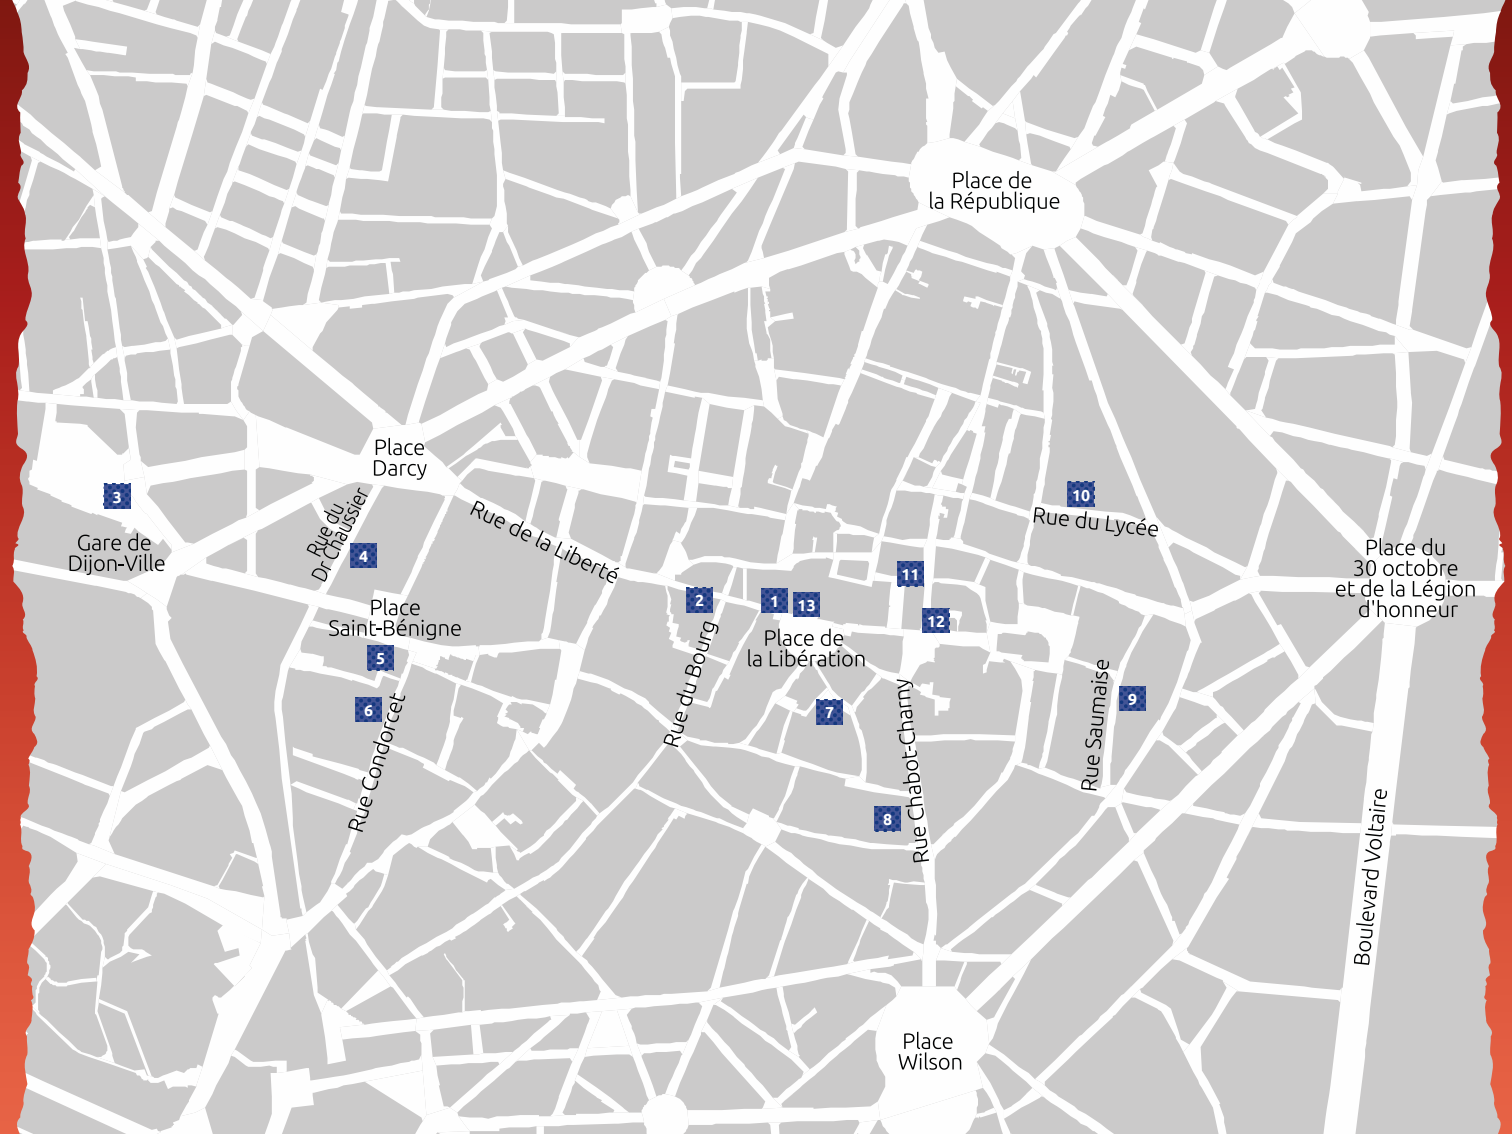 Place de
la République
Place
Darcy
3
Rue du
Dr Chaussier
Rue de la Liberté
10
Rue du Lycée
Gare de
Dijon-Ville
4
Place du
30 octobre
et de la Légion
d'honneur
11
Place
Saint-Bénigne
2
1
13
12
Place de
la Libération
5
Rue du Bourg
6
7
Rue Condorcet
Rue Chabot-Charny
Rue Saumaise
9
8
Boulevard Voltaire
Place
Wilson